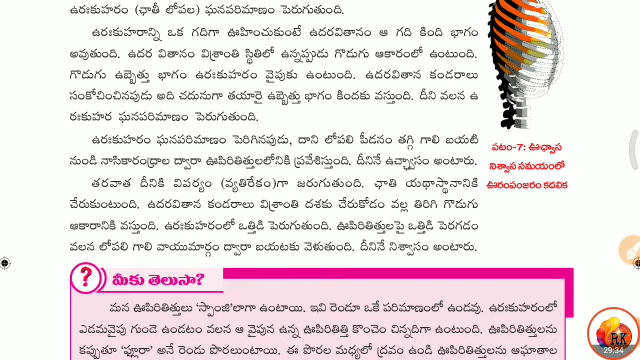 ఉరఃకుహరం (ఛాతీ లోపల) ఘనపరిమాణం పెరుగుతుంది.
ఉరఃకుహరాన్ని ఒక గదిగా ఊహించుకుంటే ఉదరవితానం ఆ గది కింది భాగం
అవుతుంది. ఉదర వితానం విశ్రాంతి స్థితిలో ఉన్నప్పుడు గొడుగు ఆకారంలో ఉంటుంది.
గొడుగు ఉబ్బెత్తు భాగం ఉరఃకుహరం వైపుకు ఉంటుంది. ఉదరవితాన కండరాలు
సంకోచించినపుడు అది చదునుగా తయారై ఉబ్బెత్తు భాగం కిందకు వస్తుంది. దీని వలన ఉ
రఃకుహర ఘనపరిమాణం పెరుగుతుంది.
ఉరఃకుహరం ఘనపరిమాణం పెరిగినపుడు, దాని లోపలి పీడనం తగ్గి గాలి బయటి
నుండి నాసికారంధ్రాల ద్వారా ఊపిరితిత్తులలోనికి ప్రవేశిస్తుంది. దీనినే ఉచ్ఛ్వాసం అంటారు.
తరవాత దీనికి విపర్యం (వ్యతిరేకం)గా జరుగుతుంది. ఛాతి యథాస్థానానికి
చేరుకుంటుంది. ఉదరవితాన కండరాలు విశ్రాంతి దశకు చేరుకోడం వల్ల తిరిగి గొడుగు
ఆకారానికి వస్తుంది. ఉరఃకుహరంలో ఒత్తిడి పెరుగుతుంది. ఊపిరితిత్తులపై ఒత్తిడి పెరగడం
వలన లోపలి గాలి వాయుమార్గం ద్వారా బయటకు వెళుతుంది. దీనినే నిశ్వాసం అంటారు.
పటం-7: ఊఛ్వాస
నిశ్వాస సమయంలో
ఊరంపంజరం కదలిక
? మీకు తెలుసా?
మన ఊపిరితిత్తులు 'స్పాంజి'లాగా ఉంటాయి. ఇవి రెండూ ఒకే పరిమాణంలో ఉండవు. ఉరఃకుహరంలో
ఎడమవైపు గుండె ఉండటం వలన ఆ వైపున ఉన్న ఊపిరితిత్తి కొంచెం చిన్నదిగా ఉంటుంది. ఊపిరితిత్తులను
కప్పుతూ 'ప్లూరా' అనే రెండు పొరలుంటాయి. ఈ పొరల మధ్యలో ద్రవం ఉండి ఊపిరితిత్తులను ఆఘాతాల
RK
29:34